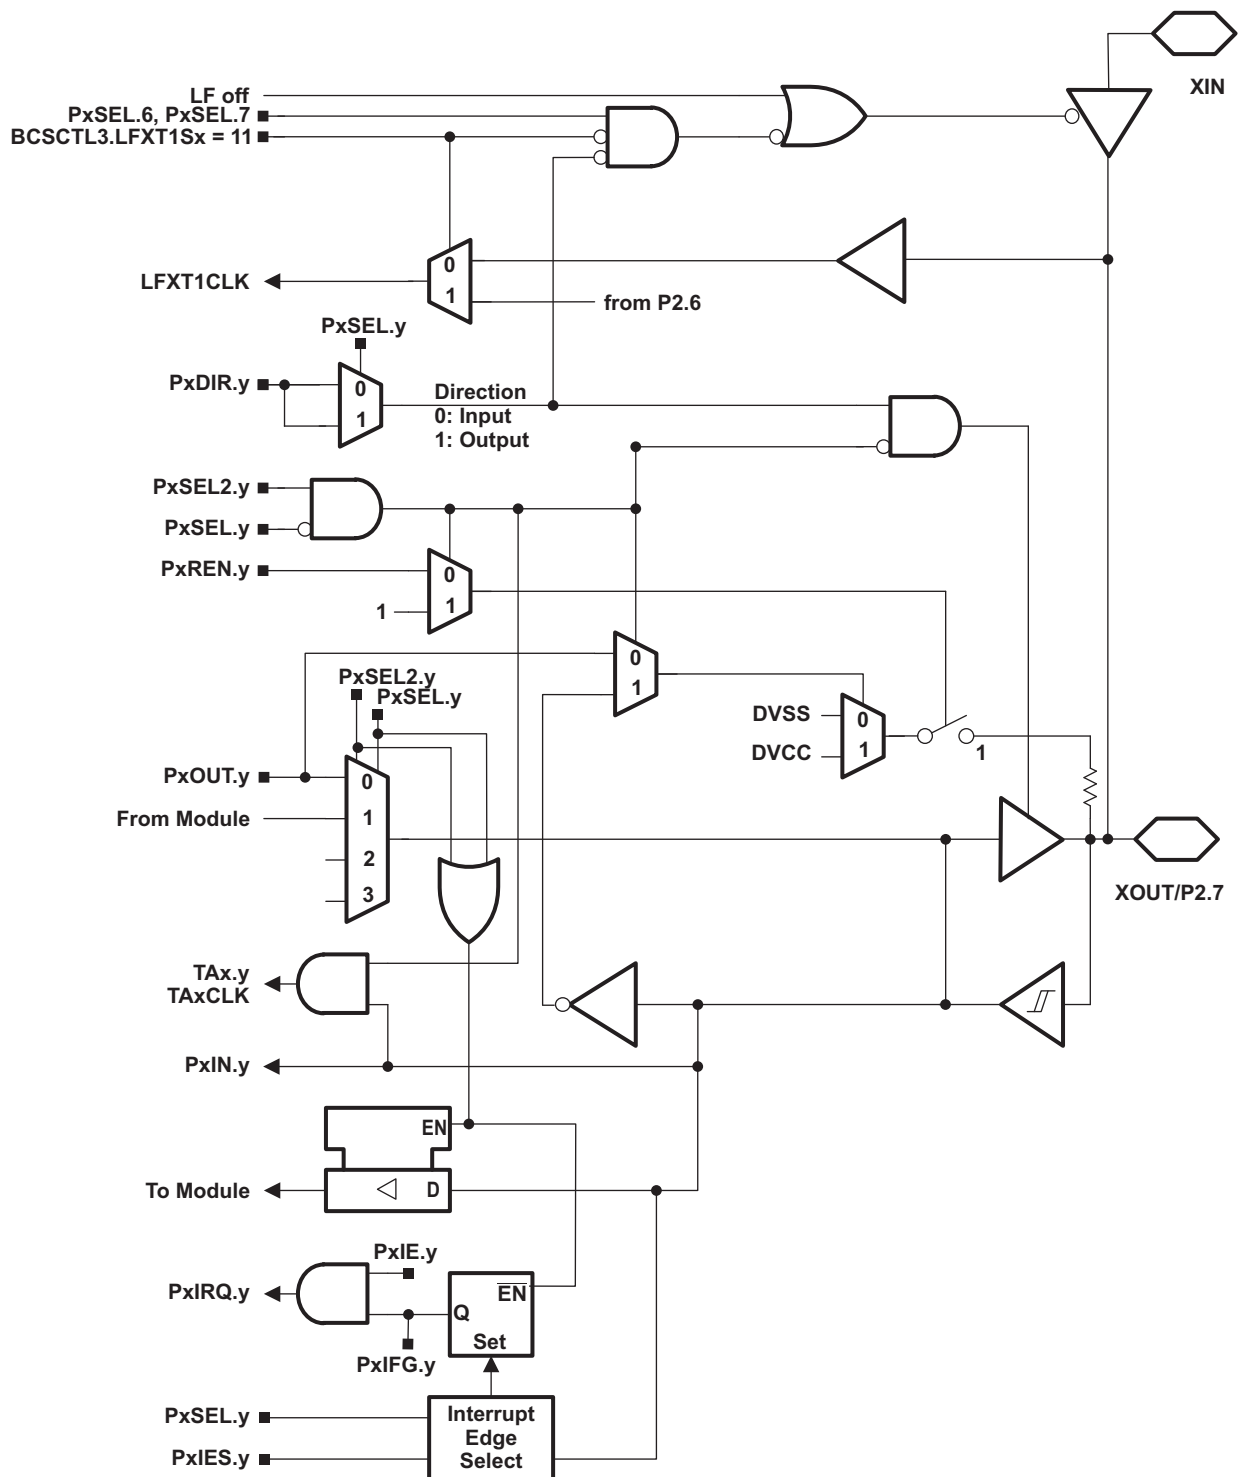 XIN
LF off
PxSEL.6, PxSEL.7
BCSCTL3.LFXT1Sx = 11
LFXT1CLK
0
1
from P2.6
PxSEL.y
PxDIR.y
0
1
Direction
0: Input
1: Output
PxSEL2.y
PxSEL.y
PxREN.y
0
1
1
0
1
PxSEL2.y
PxSEL.y
DVSS
DVCC
0
1
1
PxOUT.y
From Module
0
1
2
3
XOUT/P2.7
TAx.y
TAxCLK
PxIN.y
EN
To Module
D
PxIE.y
PxIRQ.y
EN
Q
Set
PxIFG.y
PxSEL.y
PxIES.y
Interrupt
Edge
Select